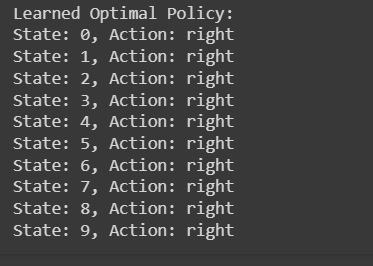 Learned Optimal Policy:
State: 0, Action: right
State: 1, Action: right
State: 2, Action: right
State: 3, Action: right
State: 4, Action: right
State: 5, Action: right
State: 6, Action: right
State: 7, Action: right
State: 8, Action: right
State: 9, Action: right